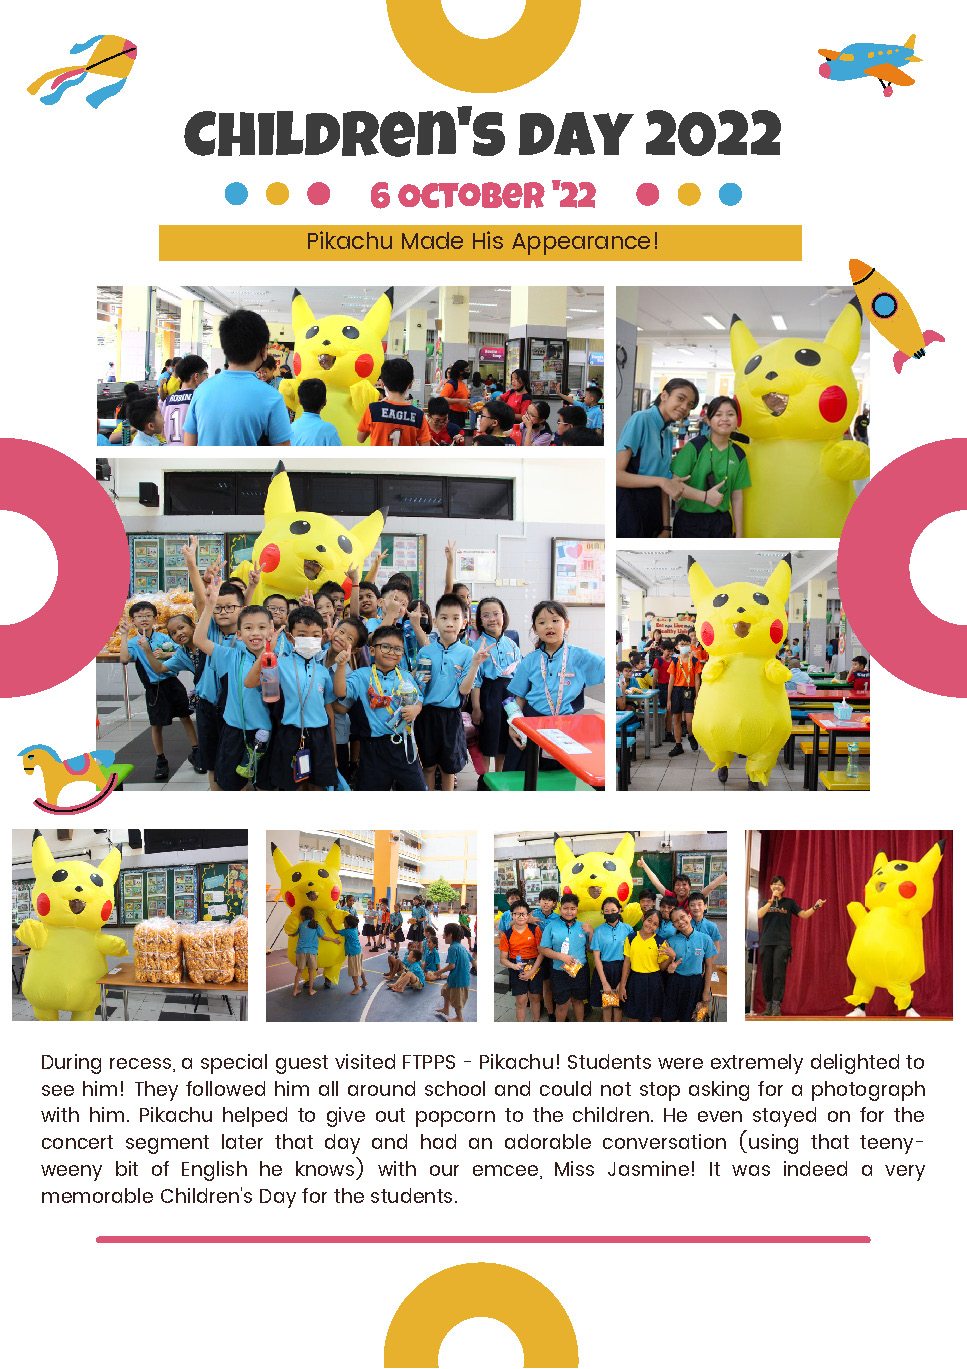 CHILDREN'S DAY 2022
6 OCTOBER '22
Pikachu Made His Appearance!
EAGLE
1
1
During recess, a special guest visited FTPPS - Pikachu! Students were extremely delighted to
see him! They followed him all around school and could not stop asking for a photograph
with him. Pikachu helped to give out popcorn to the children. He even stayed on for the
concert segment later that day and had an adorable conversation (using that teeny-
weeny bit of English he knows) with our emcee, Miss Jasmine! It was indeed a very
memorable Children's Day for the students.